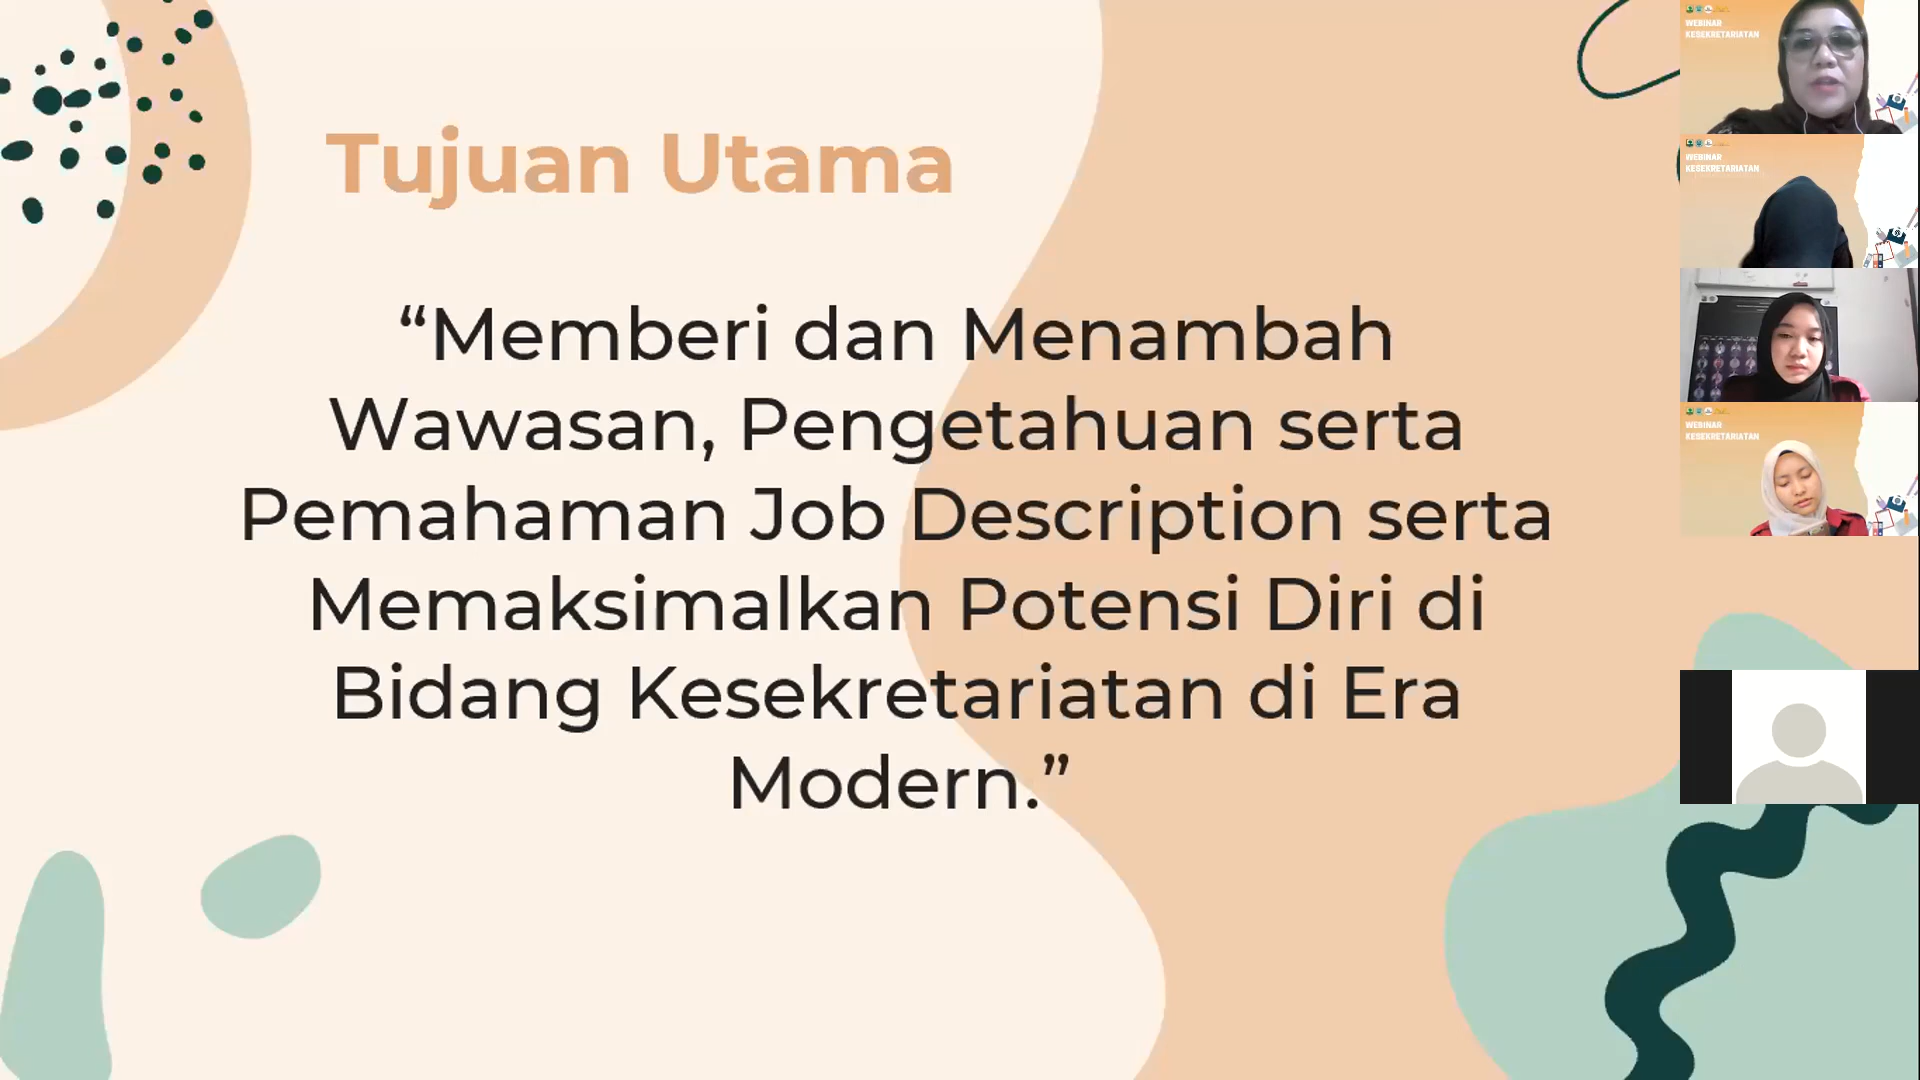 Tujuan Utama
“Memberi dan Menambah
Wawasan, Pengetahuan serta
Pemahaman Job Description serta
Memaksimalkan Potensi Diri di
Bidang Kesekretariatan di Era
Modern.”
WEBINAR
KESEKRETARIATAN
WEBINAR
KESEKRETARIATAN
WEBINAR
KESEKRETARIATAN